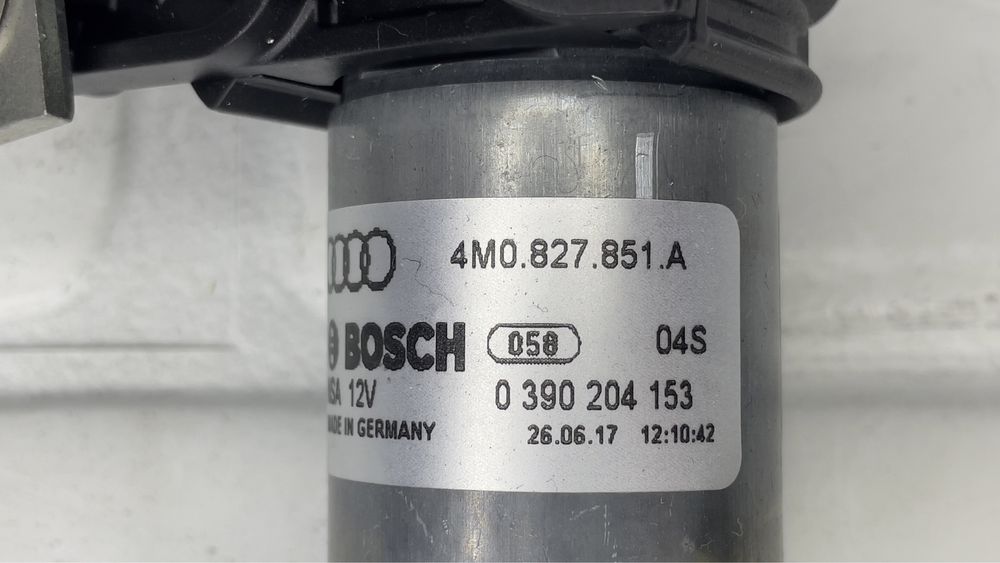 4M0.827.851.A
BOSCH 058 04S
12V 0 390 204 153
MADE IN GERMANY
26.06.17 12:10:42